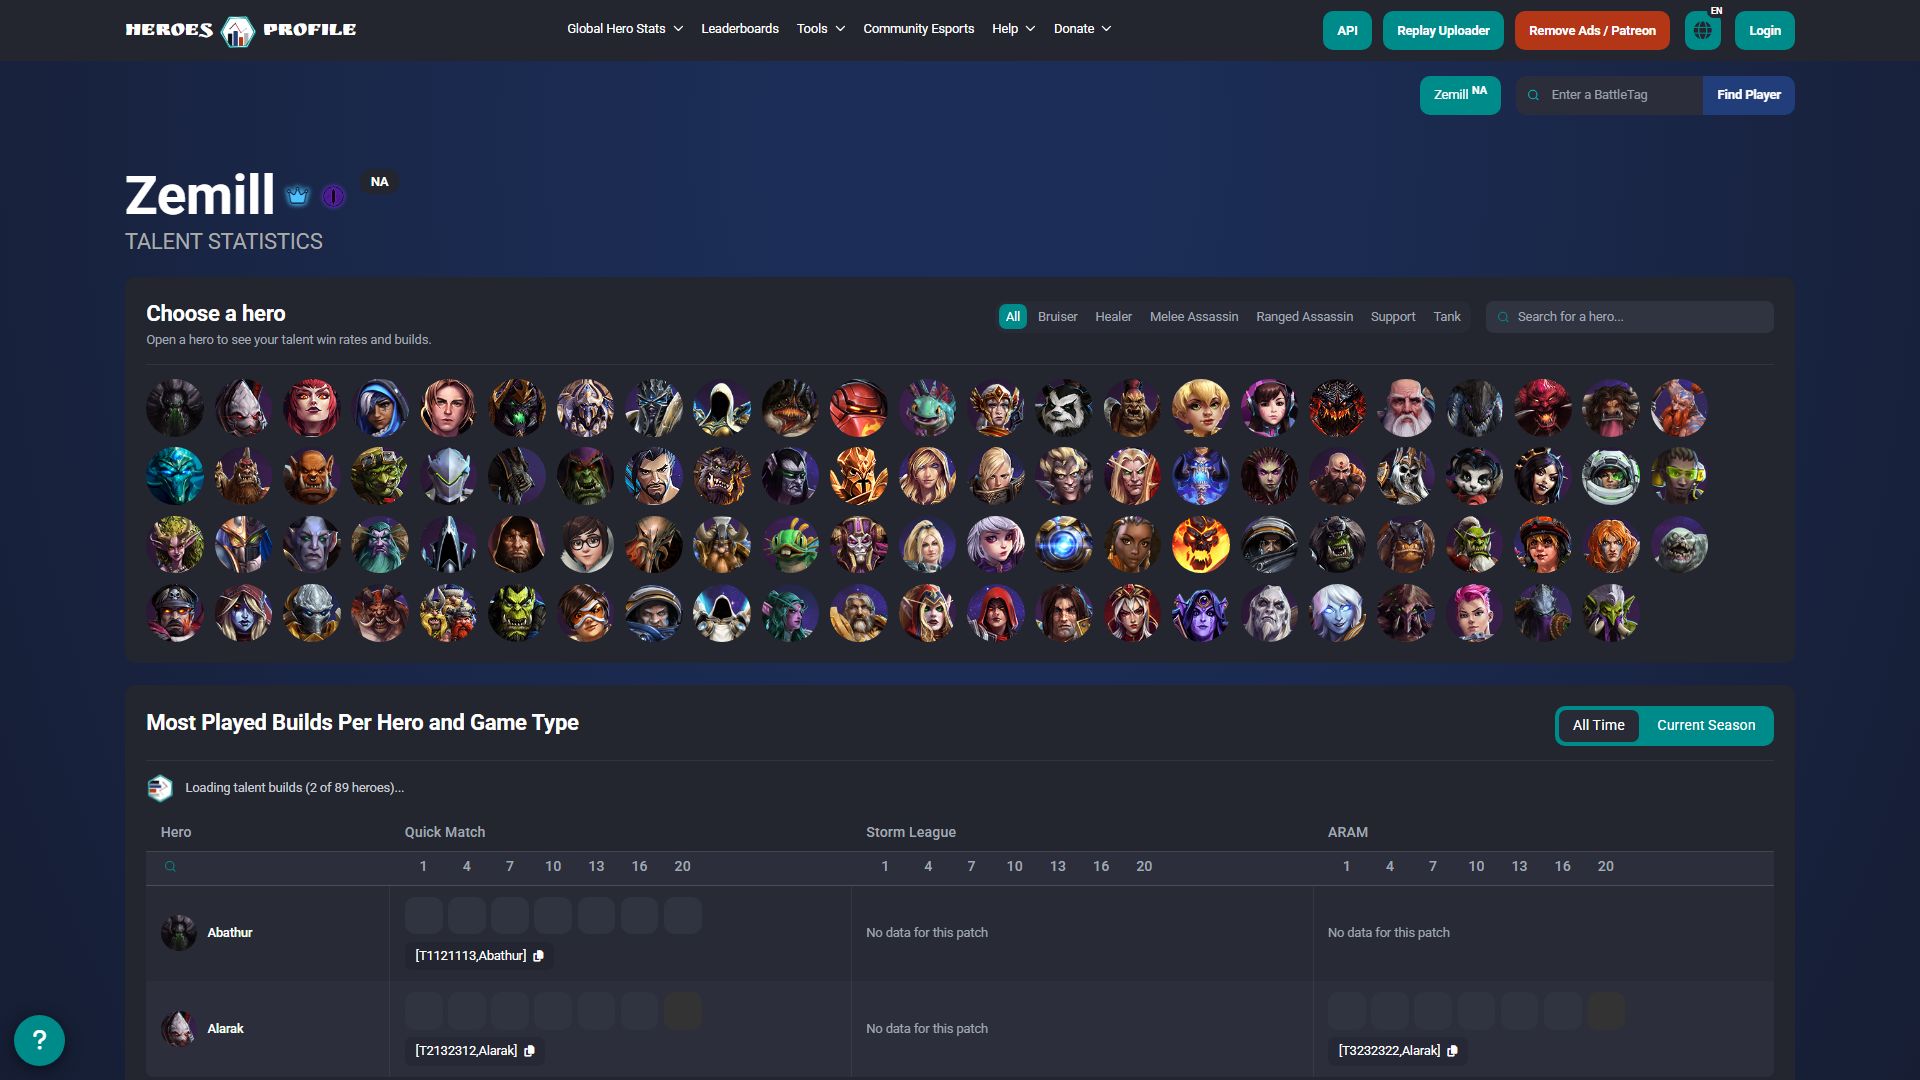 HEROES PROFILE
Global Hero Stats
Leaderboards
Tools
Community Esports
Help
Donate
API
Replay Uploader
Remove Ads / Patreon
EN
Login
Zemill NA
Enter a BattleTag
Find Player
Zemill
NA
TALENT STATISTICS
Choose a hero
Open a hero to see your talent win rates and builds.
All
Bruiser
Healer
Melee Assassin
Ranged Assassin
Support
Tank
Search for a hero...
Most Played Builds Per Hero and Game Type
All Time
Current Season
Loading talent builds (2 of 89 heroes)...
Hero
Quick Match
Storm League
ARAM
1 4 7 10 13 16 20
1 4 7 10 13 16 20
1 4 7 10 13 16 20
Abathur
[T1121113,Abathur]
No data for this patch
No data for this patch
Alarak
[T2132312,Alarak]
No data for this patch
[T3232322,Alarak]
?